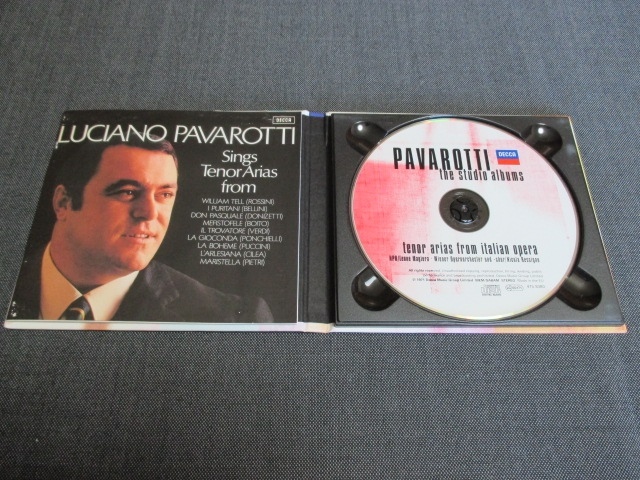 DECCA
LUCIANO PAVAROTTI
Sings
Tenor Arias
from
WILLIAM TELL (ROSSINI)
I PURITANI (BELLINI)
DON PASQUALE (DONIZETTI)
MEFISTOFELE (BOITO)
IL TROVATORE (VERDI)
LA GIOCONDA (PONCHIELLI)
LA BOHEME (PUCCINI)
L'ARLESIANA (CILEA)
MARISTELLA (PIETRI)
PAVAROTTI
DECCA
the studio albums
tenor arias from italian opera